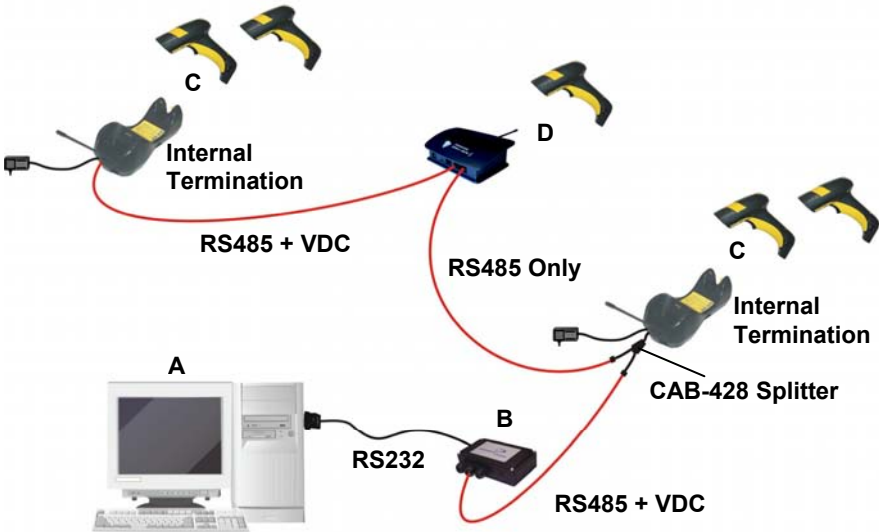 C
D
Internal
Termination
RS485 + VDC
C
RS485 Only
Internal
Termination
A
CAB-428 Splitter
B
RS232
RS485 + VDC